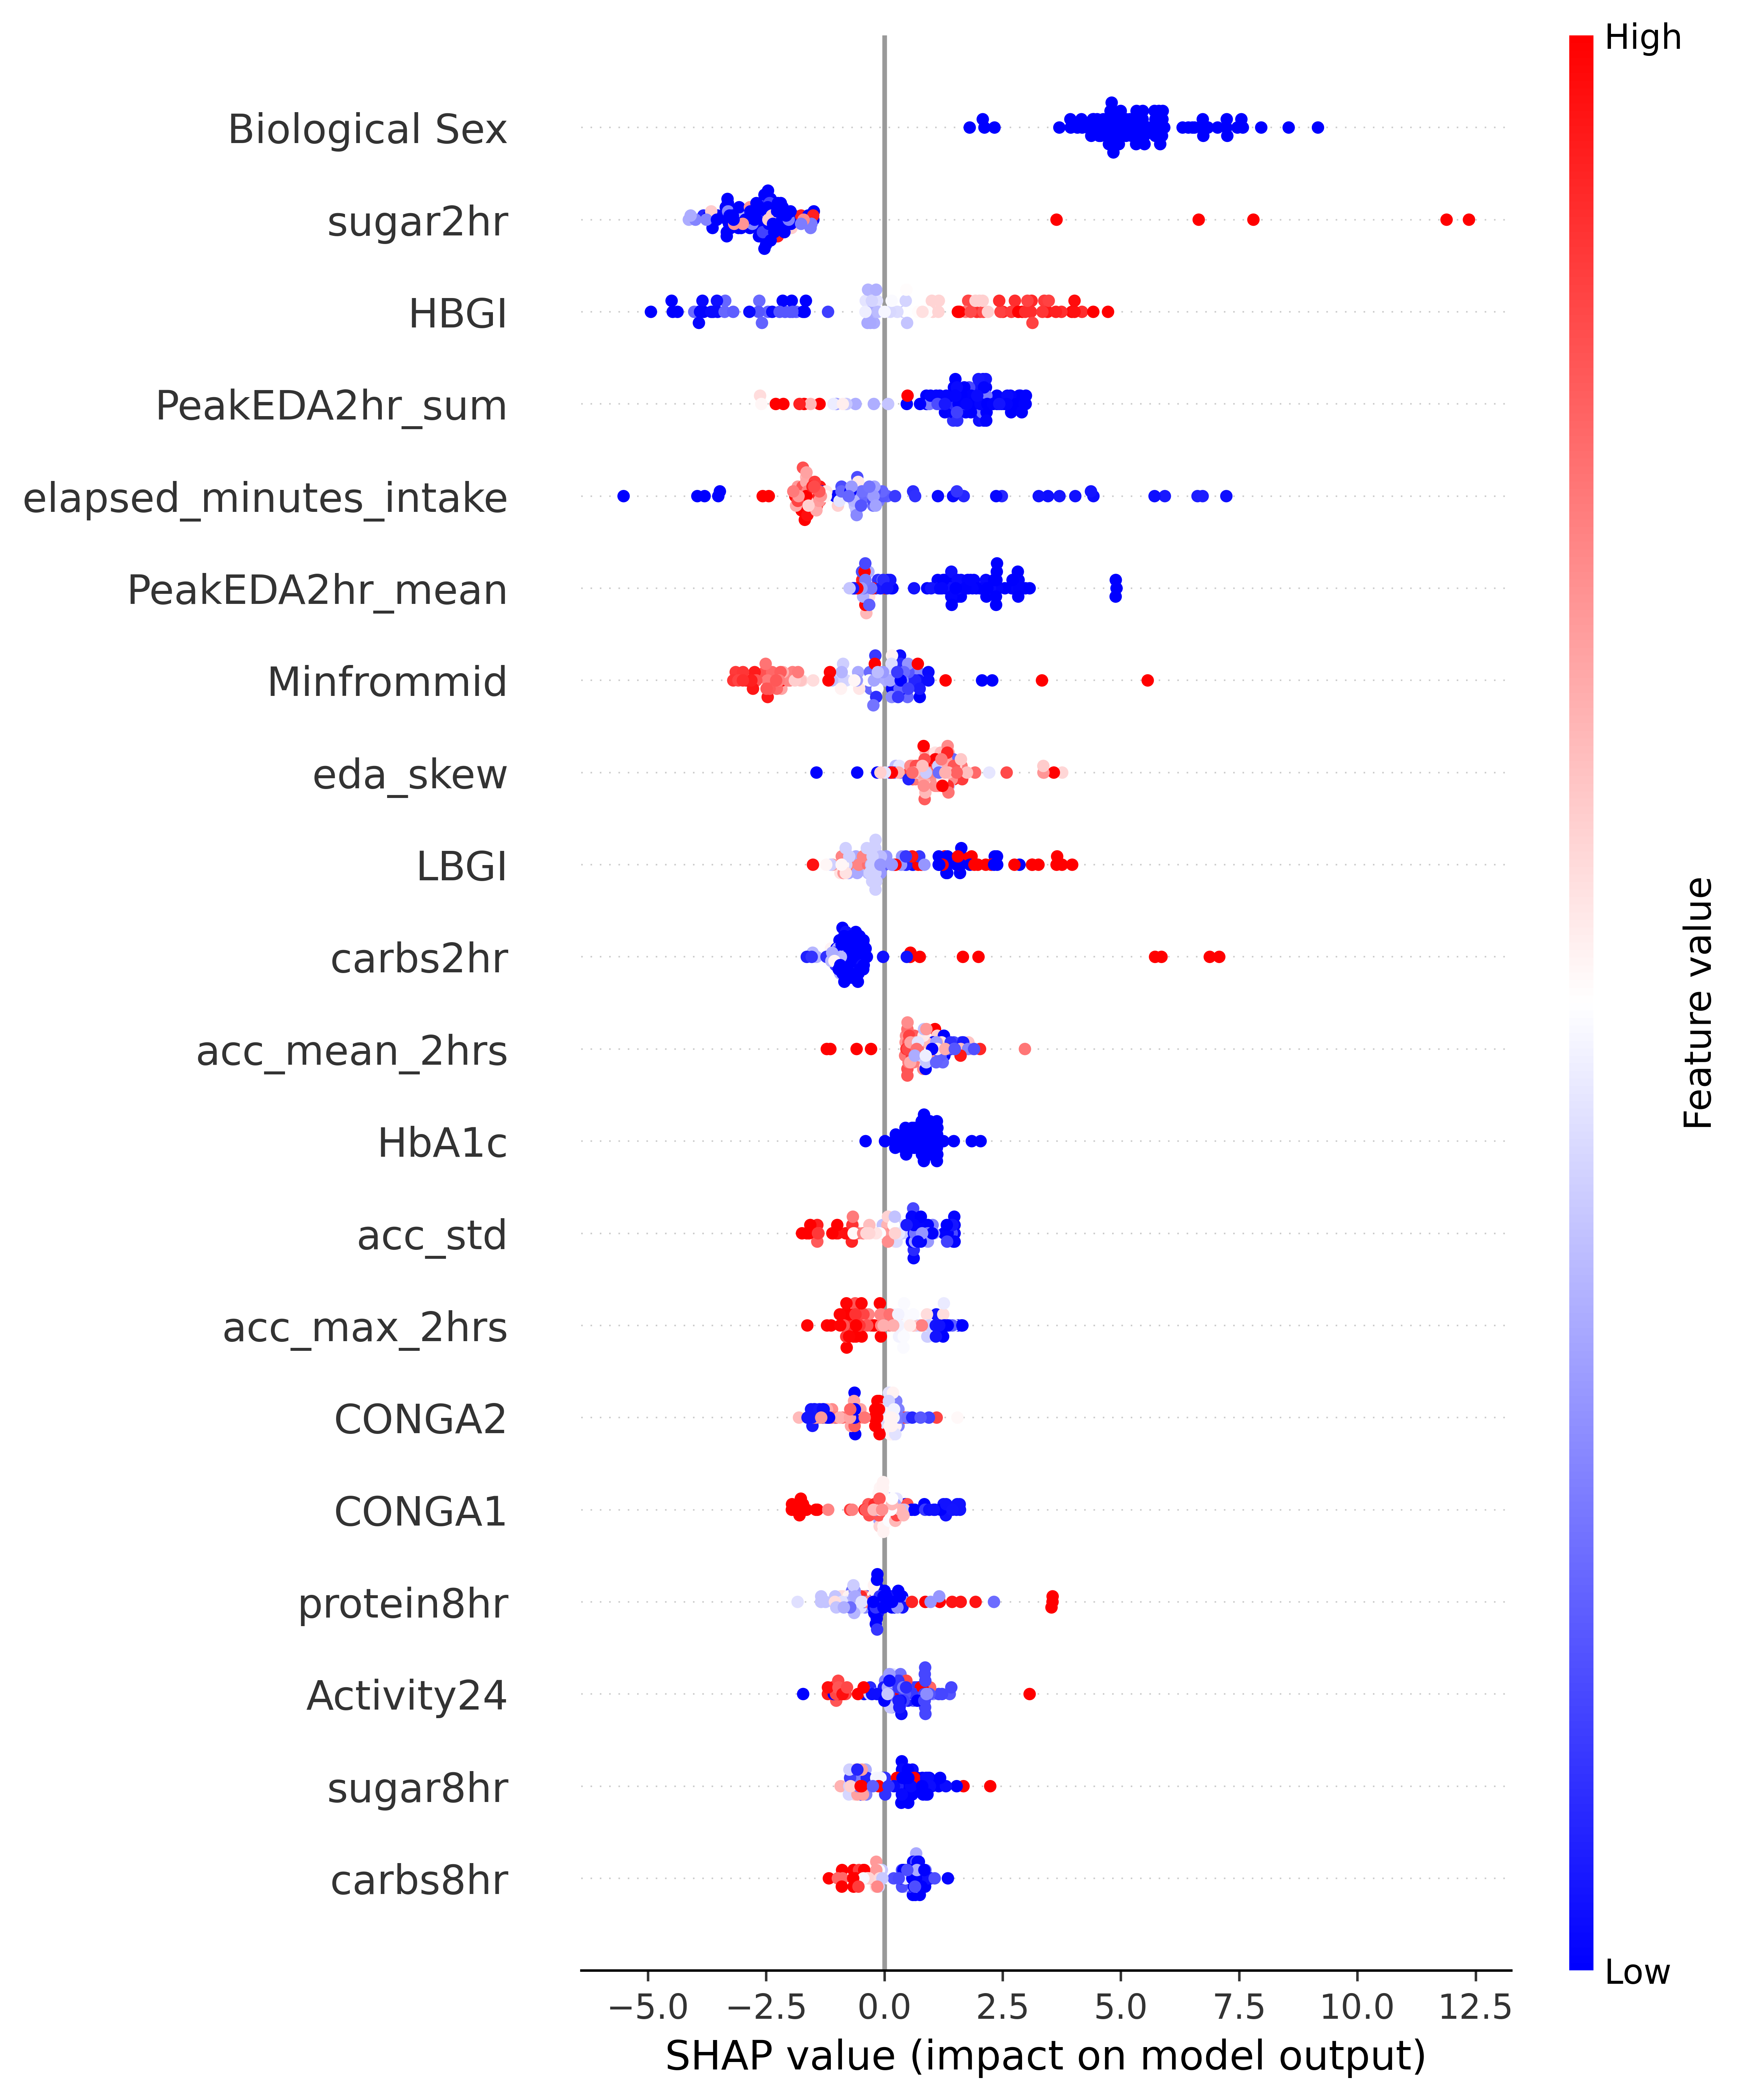 High
Biological Sex
sugar2hr
HBGI
PeakEDA2hr_sum
elapsed_minutes_intake
PeakEDA2hr_mean
Minfrommid
eda_skew
LBGI
carbs2hr
acc_mean_2hrs
HbA1c
acc_std
acc_max_2hrs
CONGA2
CONGA1
protein8hr
Activity24
sugar8hr
carbs8hr
Feature value
Low
−5.0 −2.5 0.0 2.5 5.0 7.5 10.0 12.5
SHAP value (impact on model output)